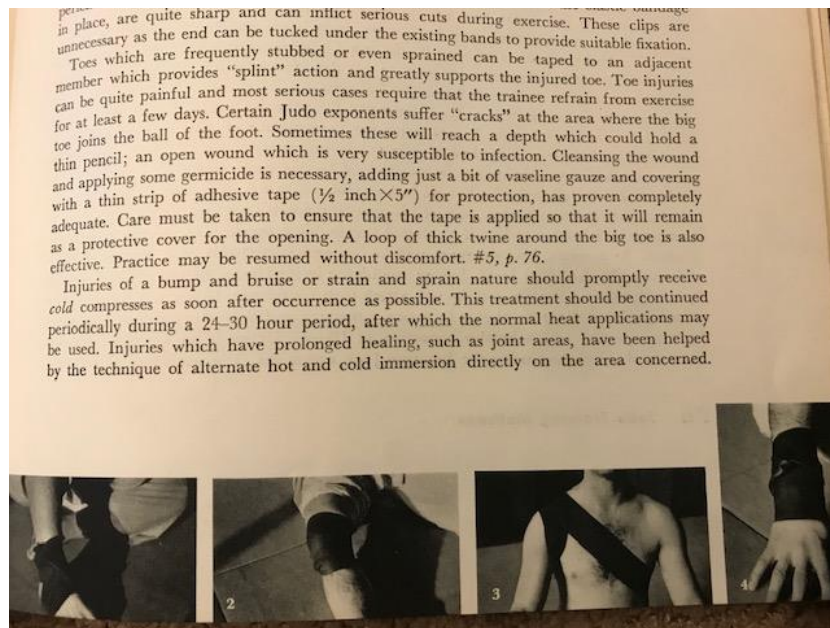 in place, are quite sharp and can inflict serious cuts during exercise. These clips are
unnecessary as the end can be tucked under the existing bands to provide suitable fixation.
Toes which are frequently stubbed or even sprained can be taped to an adjacent
member which provides “splint” action and greatly supports the injured toe. Toe injuries
can be quite painful and most serious cases require that the trainee refrain from exercise
for at least a few days. Certain Judo exponents suffer “cracks” at the area where the big
toe joins the ball of the foot. Sometimes these will reach a depth which could hold a
thin pencil; an open wound which is very susceptible to infection. Cleansing the wound
and applying some germicide is necessary, adding just a bit of vaseline gauze and covering
with a thin strip of adhesive tape (½ inch×5″) for protection, has proven completely
adequate. Care must be taken to ensure that the tape is applied so that it will remain
as a protective cover for the opening. A loop of thick twine around the big toe is also
effective. Practice may be resumed without discomfort. #5, p. 76.
Injuries of a bump and bruise or strain and sprain nature should promptly receive
cold compresses as soon after occurrence as possible. This treatment should be continued
periodically during a 24–30 hour period, after which the normal heat applications may
be used. Injuries which have prolonged healing, such as joint areas, have been helped
by the technique of alternate hot and cold immersion directly on the area concerned.
2
3
4